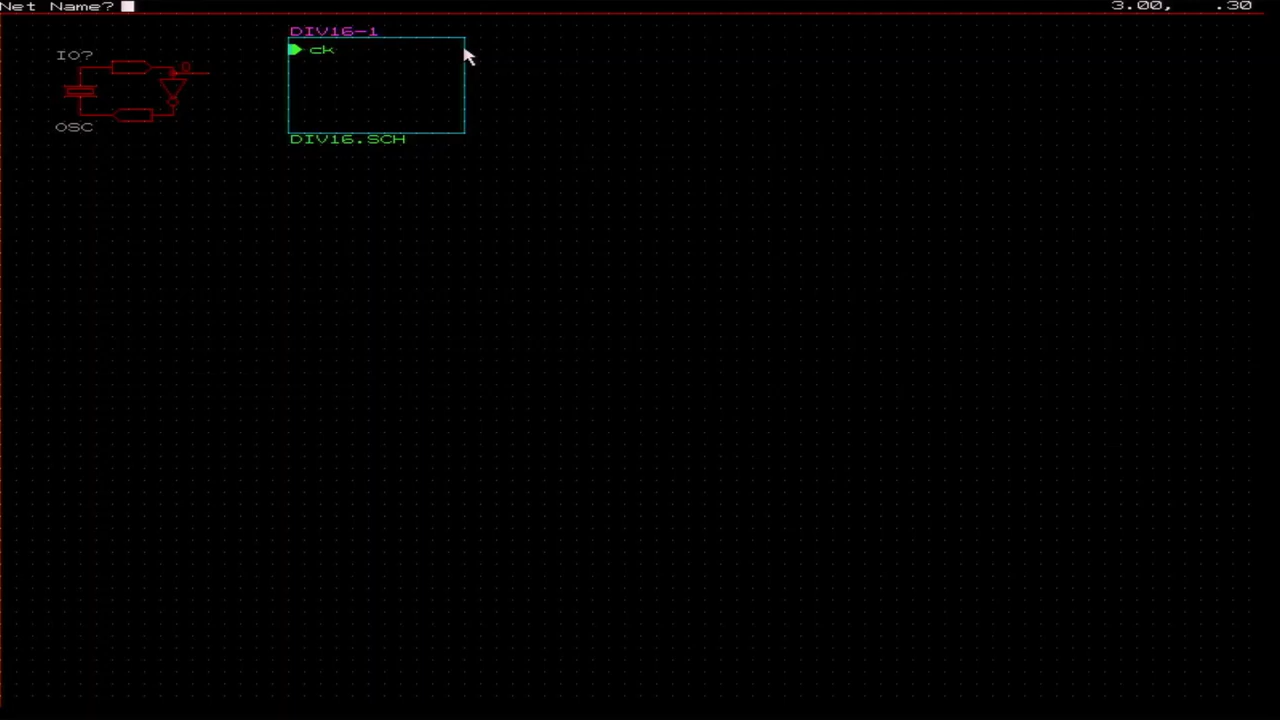 Net Name?
3.00, .30
DIV16-1
ck
IO?
OSC
DIV16.SCH